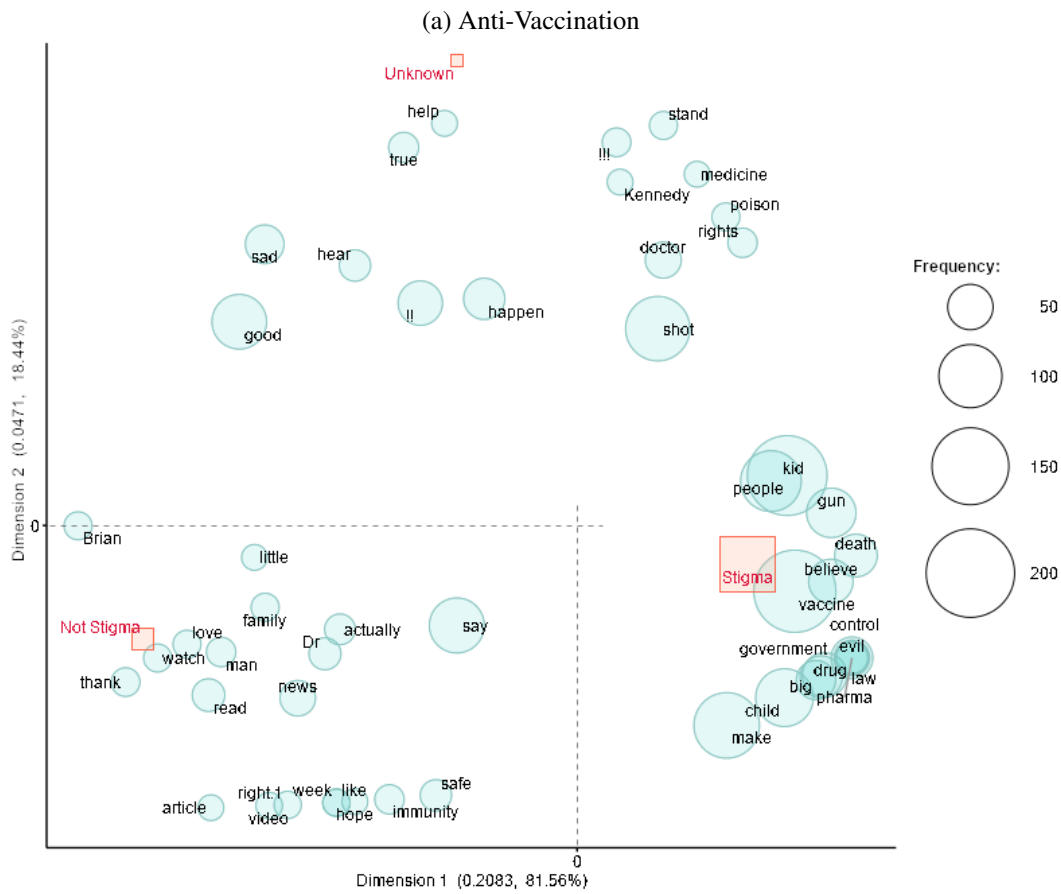 (a) Anti-Vaccination
Unknown
help
stand
true
!!!
medicine
Kennedy
poison
rights
sad
hear
doctor
Frequency:
!!
happen
50
good
shot
100
kid
people
150
gun
Dimension 2 (0.0471, 18.44%)
0
Brian
death
little
believe
Stigma
200
vaccine
family
control
Not Stigma
love
actually
say
Dr
government
evil
watch
man
drug
law
thank
news
big
pharma
read
child
make
safe
right.1
week
like
article
video
hope
immunity
0
Dimension 1 (0.2083, 81.56%)